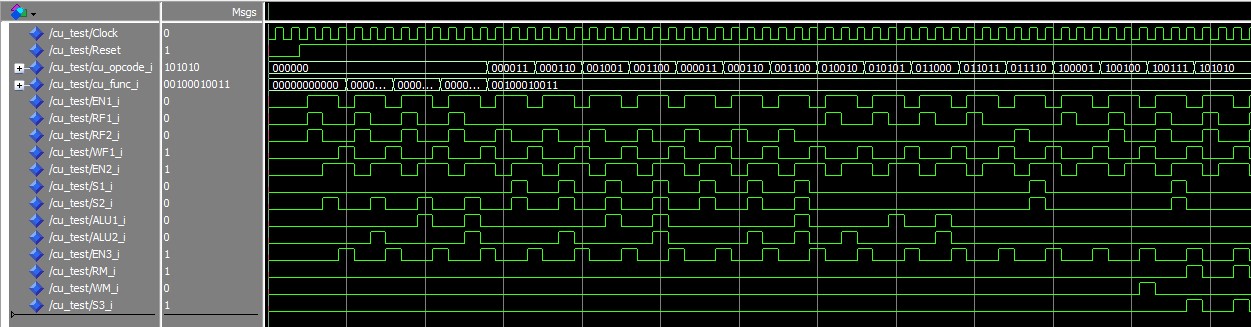 Msgs
/cu_test/Clock 0
/cu_test/Reset 1
/cu_test/cu_opcode_i 101010 000000 000011 000110 001001 001100 000011 000110 001100 010010 010101 011000 011011 011110 100001 100100 100111 101010
/cu_test/cu_func_i 00100010011 00000000000 0000... 0000... 0000... 00100010011
/cu_test/EN1_i 0
/cu_test/RF1_i 0
/cu_test/RF2_i 0
/cu_test/WF1_i 1
/cu_test/EN2_i 1
/cu_test/S1_i 0
/cu_test/S2_i 0
/cu_test/ALU1_i 0
/cu_test/ALU2_i 0
/cu_test/EN3_i 1
/cu_test/RM_i 1
/cu_test/WM_i 0
/cu_test/S3_i 1